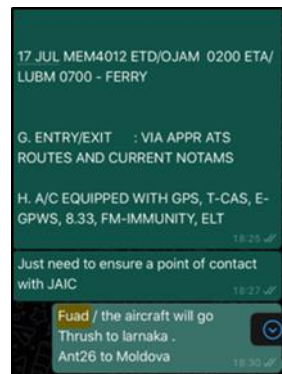 17 JUL MEM4012 ETD/OJAM 0200 ETA/
LUBM 0700 - FERRY
G. ENTRY/EXIT : VIA APPR ATS
ROUTES AND CURRENT NOTAMS
H. A/C EQUIPPED WITH GPS, T-CAS, E-
GPWS, 8.33, FM-IMMUNITY, ELT
18:25
Just need to ensure a point of contact
with JAIC
18:27
Fuad / the aircraft will go
Thrush to larnaka .
Ant26 to Moldova
18:30